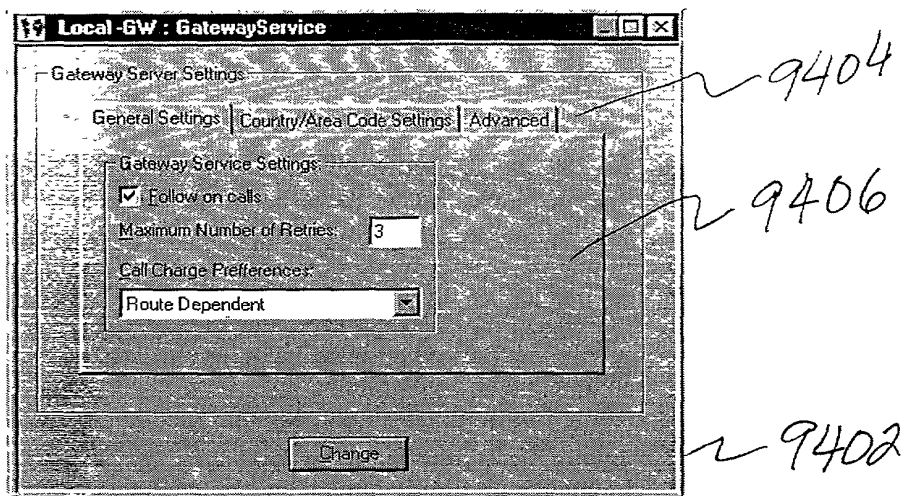 Local-GW : GatewayService
Gateway Server Settings
General Settings Country/Area Code Settings Advanced
Gateway Service Settings:
Follow on calls
Maximum Number of Retries: 3
Call Charge Prefferences:
Route Dependent
Change
9404
9406
9402